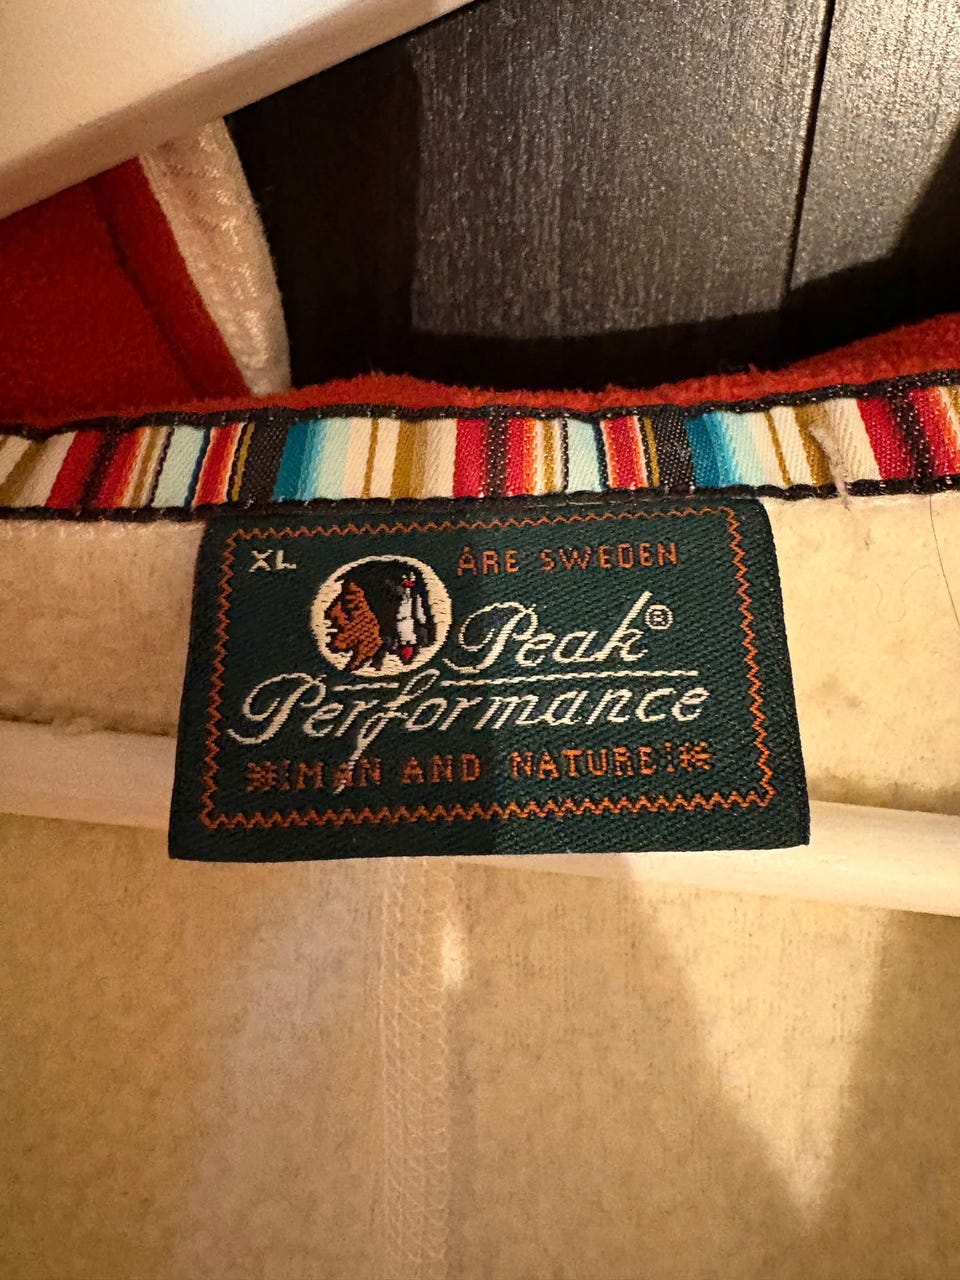 XL
ÅRE SWEDEN
Peak®
Performance
MAN AND NATURE